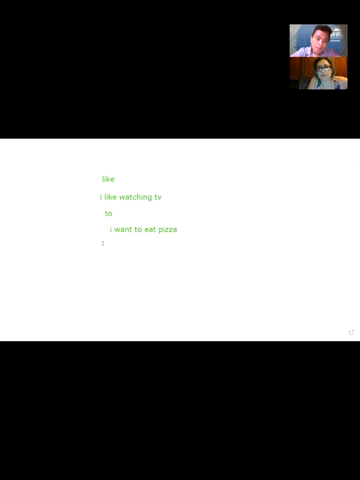 like
i like watching tv
to
i want to eat pizza